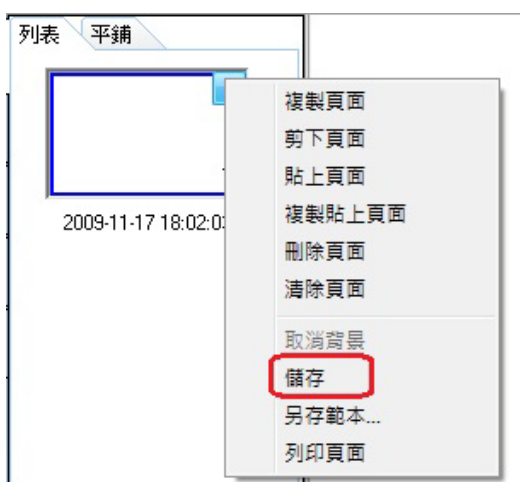 列表 平鋪
2009-11-17 18:02:03
複製頁面
剪下頁面
貼上頁面
複製貼上頁面
刪除頁面
清除頁面
取消背景
儲存
另存範本...
列印頁面